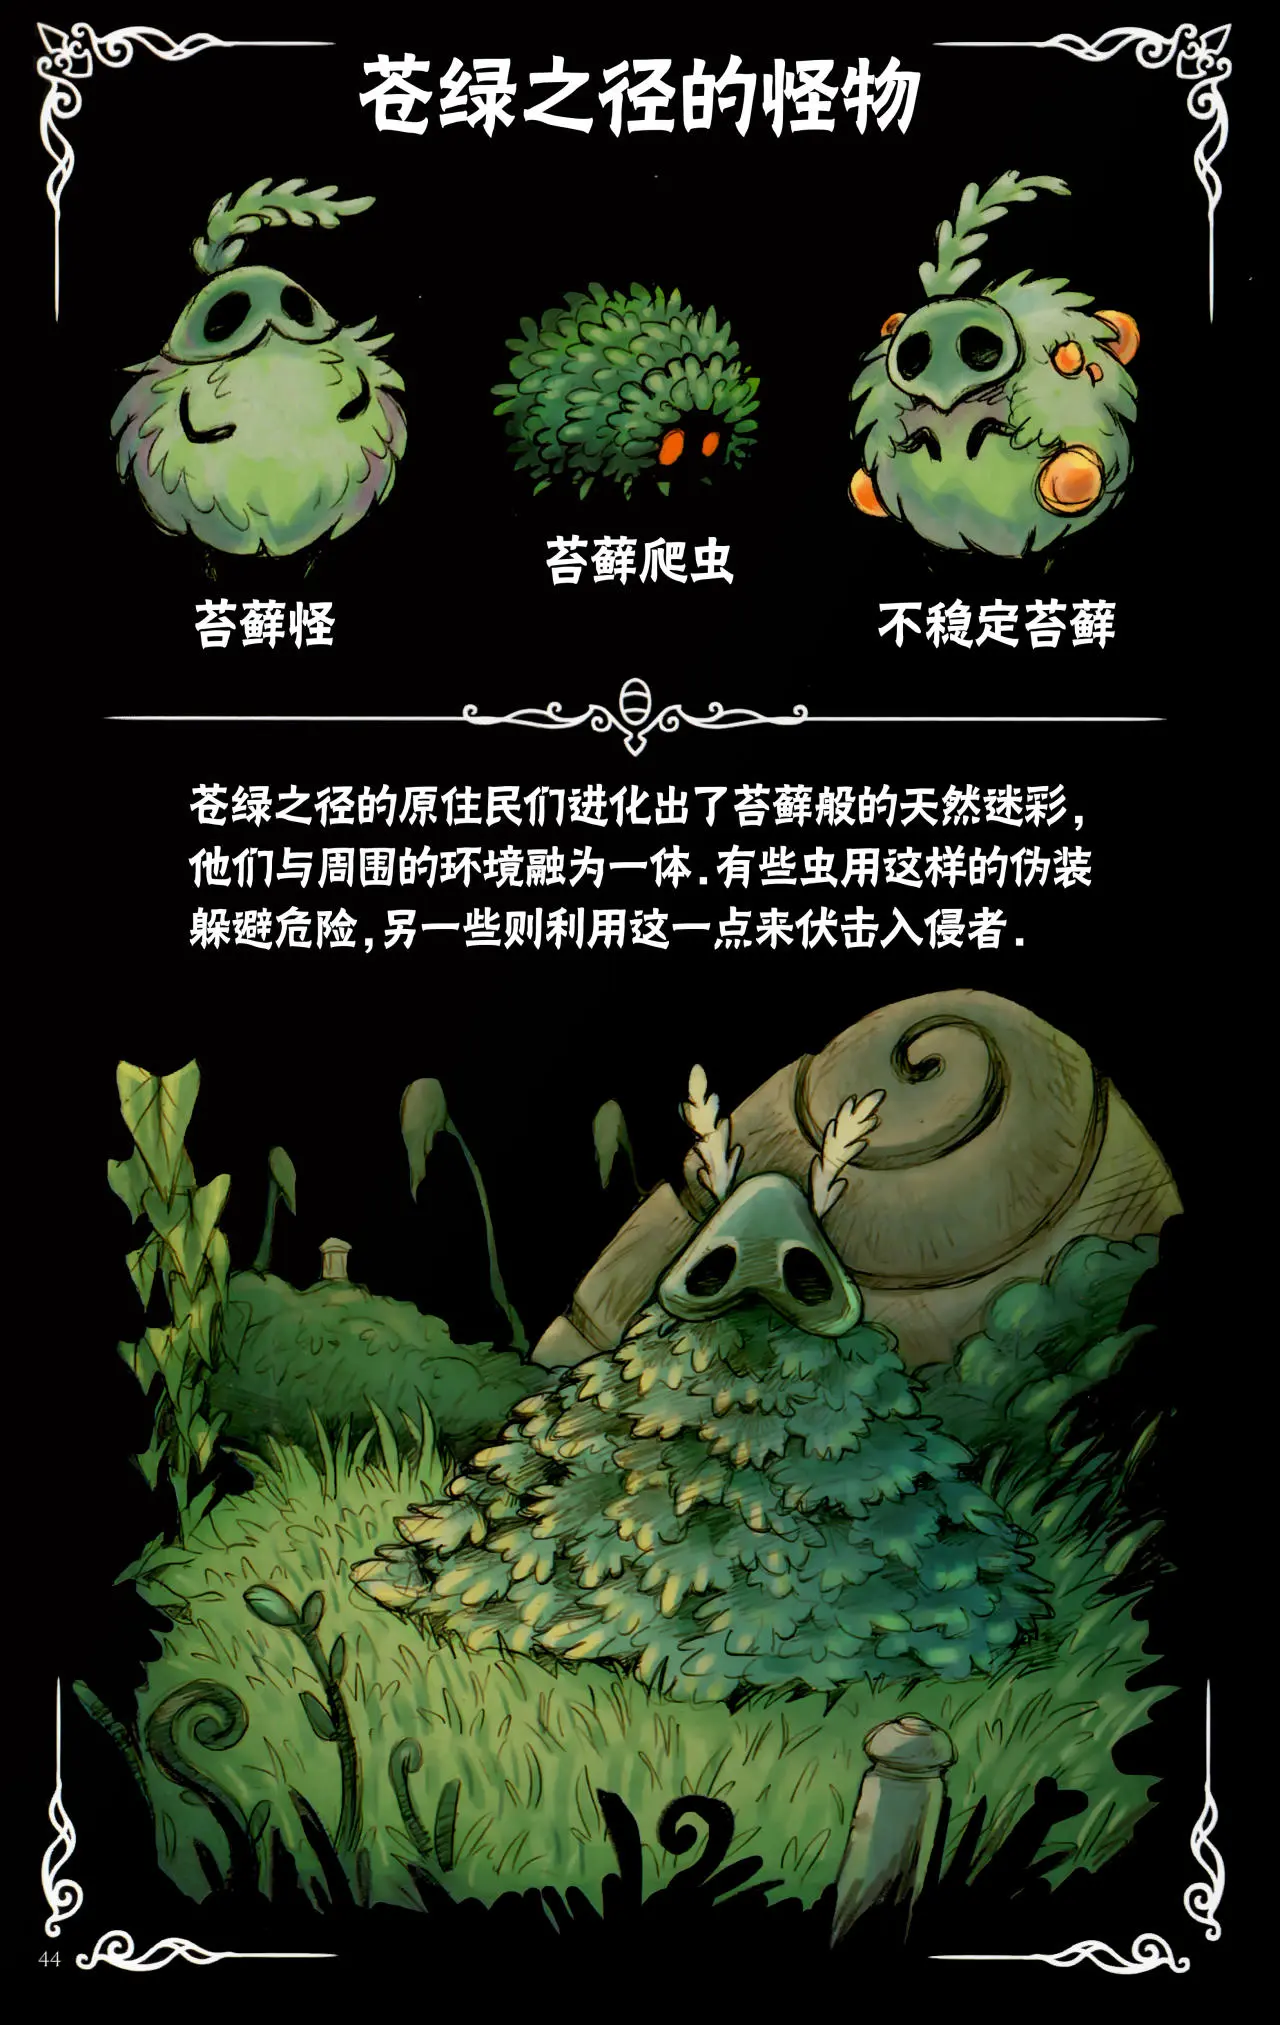 苍绿之径的怪物
苔藓爬虫
苔藓怪
不稳定苔藓
苍绿之径的原住民们进化出了苔藓般的天然迷彩，
他们与周围的环境融为一体.有些虫用这样的伪装
躲避危险，另一些则利用这一点来伏击入侵者.
44